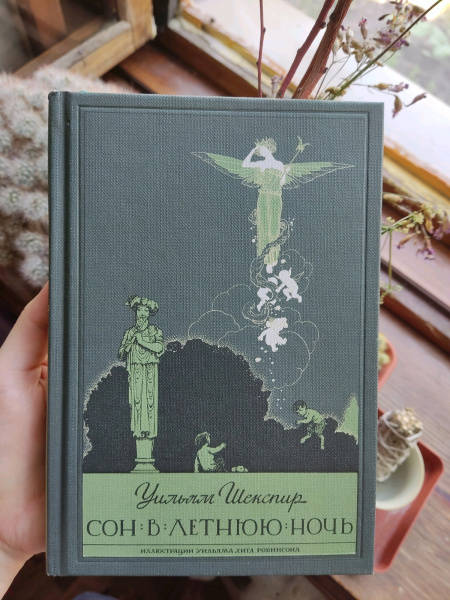 Уильям Шекспир
СОН:В:ЛЕТНЮЮ:НОЧЬ
ИЛЛЮСТРАЦИИ УИЛЬЯМА ХИТА РОБИНСОНА